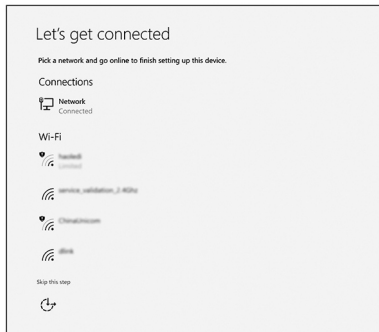 Let's get connected
Pick a network and go online to finish setting up this device.
Connections
Network
Connected
Wi-Fi
Limited
service_validation_2.4Ghz
ChinaUnicom
dlink
Skip this step